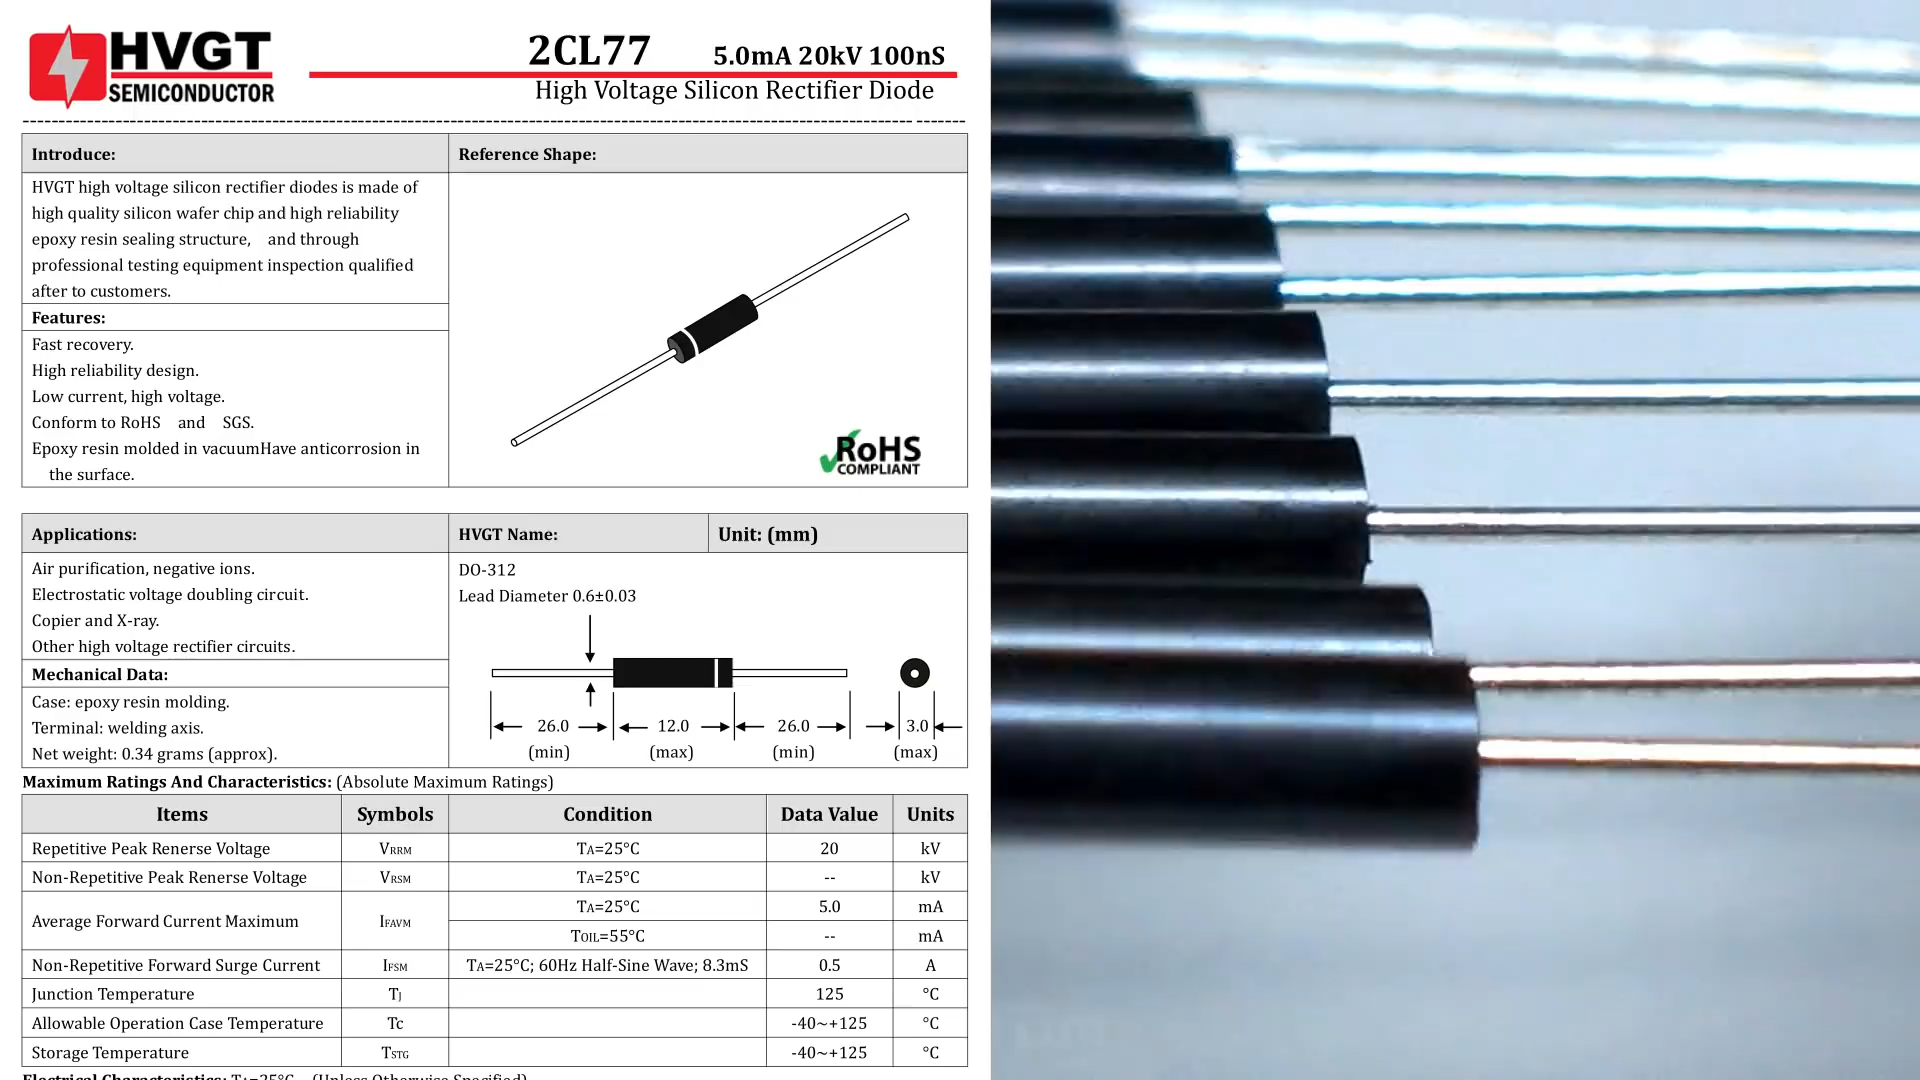 HVGT
SEMICONDUCTOR
2CL77 5.0mA 20kV 100nS
High Voltage Silicon Rectifier Diode
Introduce: Reference Shape:
HVGT high voltage silicon rectifier diodes is made of
high quality silicon wafer chip and high reliability
epoxy resin sealing structure, and through
professional testing equipment inspection qualified
after to customers.
Features:
Fast recovery.
High reliability design.
Low current, high voltage.
Conform to RoHS and SGS.
Epoxy resin molded in vacuumHave anticorrosion in
the surface.
RoHS
COMPLIANT
Applications: HVGT Name: Unit: (mm)
Air purification, negative ions.
Electrostatic voltage doubling circuit.
Copier and X-ray.
Other high voltage rectifier circuits.
Mechanical Data:
Case: epoxy resin molding.
Terminal: welding axis.
Net weight: 0.34 grams (approx).
DO-312
Lead Diameter 0.6±0.03
26.0 12.0 26.0 3.0
(min) (max) (min) (max)
Maximum Ratings And Characteristics: (Absolute Maximum Ratings)
Items Symbols Condition Data Value Units
Repetitive Peak Renerse Voltage VRRM TA=25°C 20 kV
Non-Repetitive Peak Renerse Voltage VRSM TA=25°C -- kV
Average Forward Current Maximum IFAVM TA=25°C 5.0 mA
TOIL=55°C -- mA
Non-Repetitive Forward Surge Current IFSM TA=25°C; 60Hz Half-Sine Wave; 8.3mS 0.5 A
Junction Temperature TJ 125 °C
Allowable Operation Case Temperature Tc -40~+125 °C
Storage Temperature TSTG -40~+125 °C
Electrical Characteristics: TA=25°C (Unless Otherwise Specified)